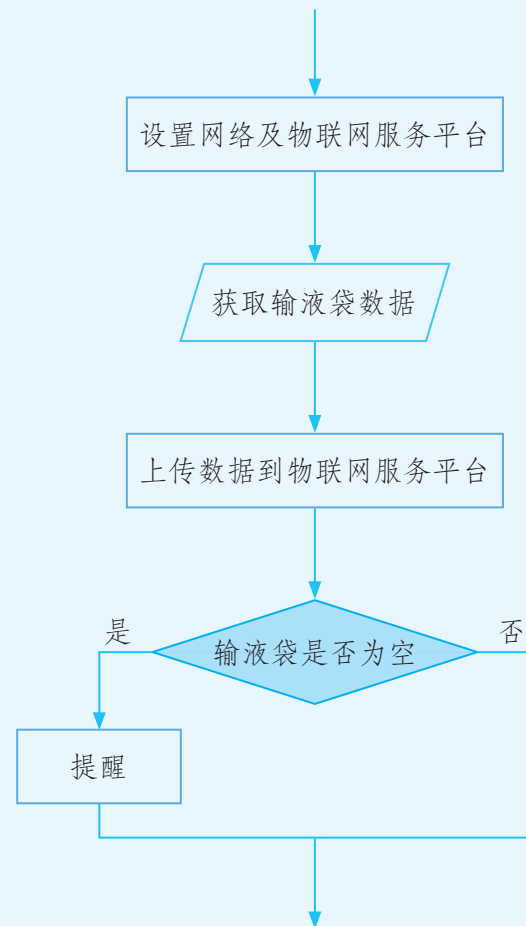 设置网络及物联网服务平台
获取输液袋数据
上传数据到物联网服务平台
是
否
输液袋是否为空
提醒